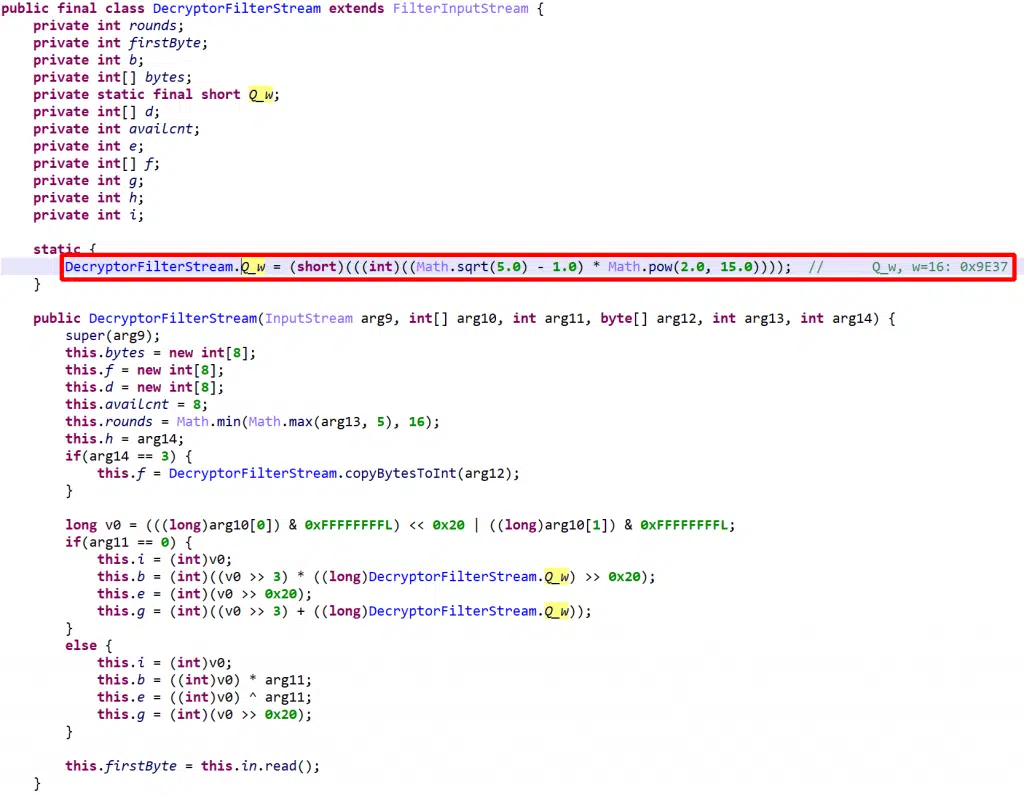 public final class DecryptorFilterStream extends FilterInputStream {
    private int rounds;
    private int firstByte;
    private int b;
    private int[] bytes;
    private static final short Q_w;
    private int[] d;
    private int availcnt;
    private int e;
    private int[] f;
    private int g;
    private int h;
    private int i;

    static {
        DecryptorFilterStream.Q_w = (short)(((int)((Math.sqrt(5.0) - 1.0) * Math.pow(2.0, 15.0))));  //      Q_w, w=16: 0x9E37
    }

    public DecryptorFilterStream(InputStream arg9, int[] arg10, int arg11, byte[] arg12, int arg13, int arg14) {
        super(arg9);
        this.bytes = new int[8];
        this.f = new int[8];
        this.d = new int[8];
        this.availcnt = 8;
        this.rounds = Math.min(Math.max(arg13, 5), 16);
        this.h = arg14;
        if(arg14 == 3) {
            this.f = DecryptorFilterStream.copyBytesToInt(arg12);
        }

        long v0 = (((long)arg10[0]) & 0xFFFFFFFFL) << 0x20 | ((long)arg10[1]) & 0xFFFFFFFFL;
        if(arg11 == 0) {
            this.i = (int)v0;
            this.b = (int)((v0 >> 3) * ((long)DecryptorFilterStream.Q_w) >> 0x20);
            this.e = (int)(v0 >> 0x20);
            this.g = (int)((v0 >> 3) + ((long)DecryptorFilterStream.Q_w));
        }
        else {
            this.i = (int)v0;
            this.b = ((int)v0) * arg11;
            this.e = ((int)v0) ^ arg11;
            this.g = (int)(v0 >> 0x20);
        }

        this.firstByte = this.in.read();
    }